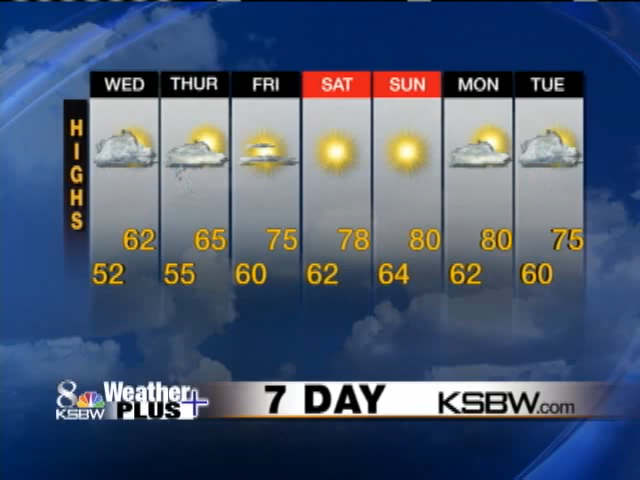 WED THUR FRI SAT SUN MON TUE
HIGHS
62 65 75 78 80 80 75
52 55 60 62 64 62 60
8 KSBW Weather PLUS+ 7 DAY KSBW.com